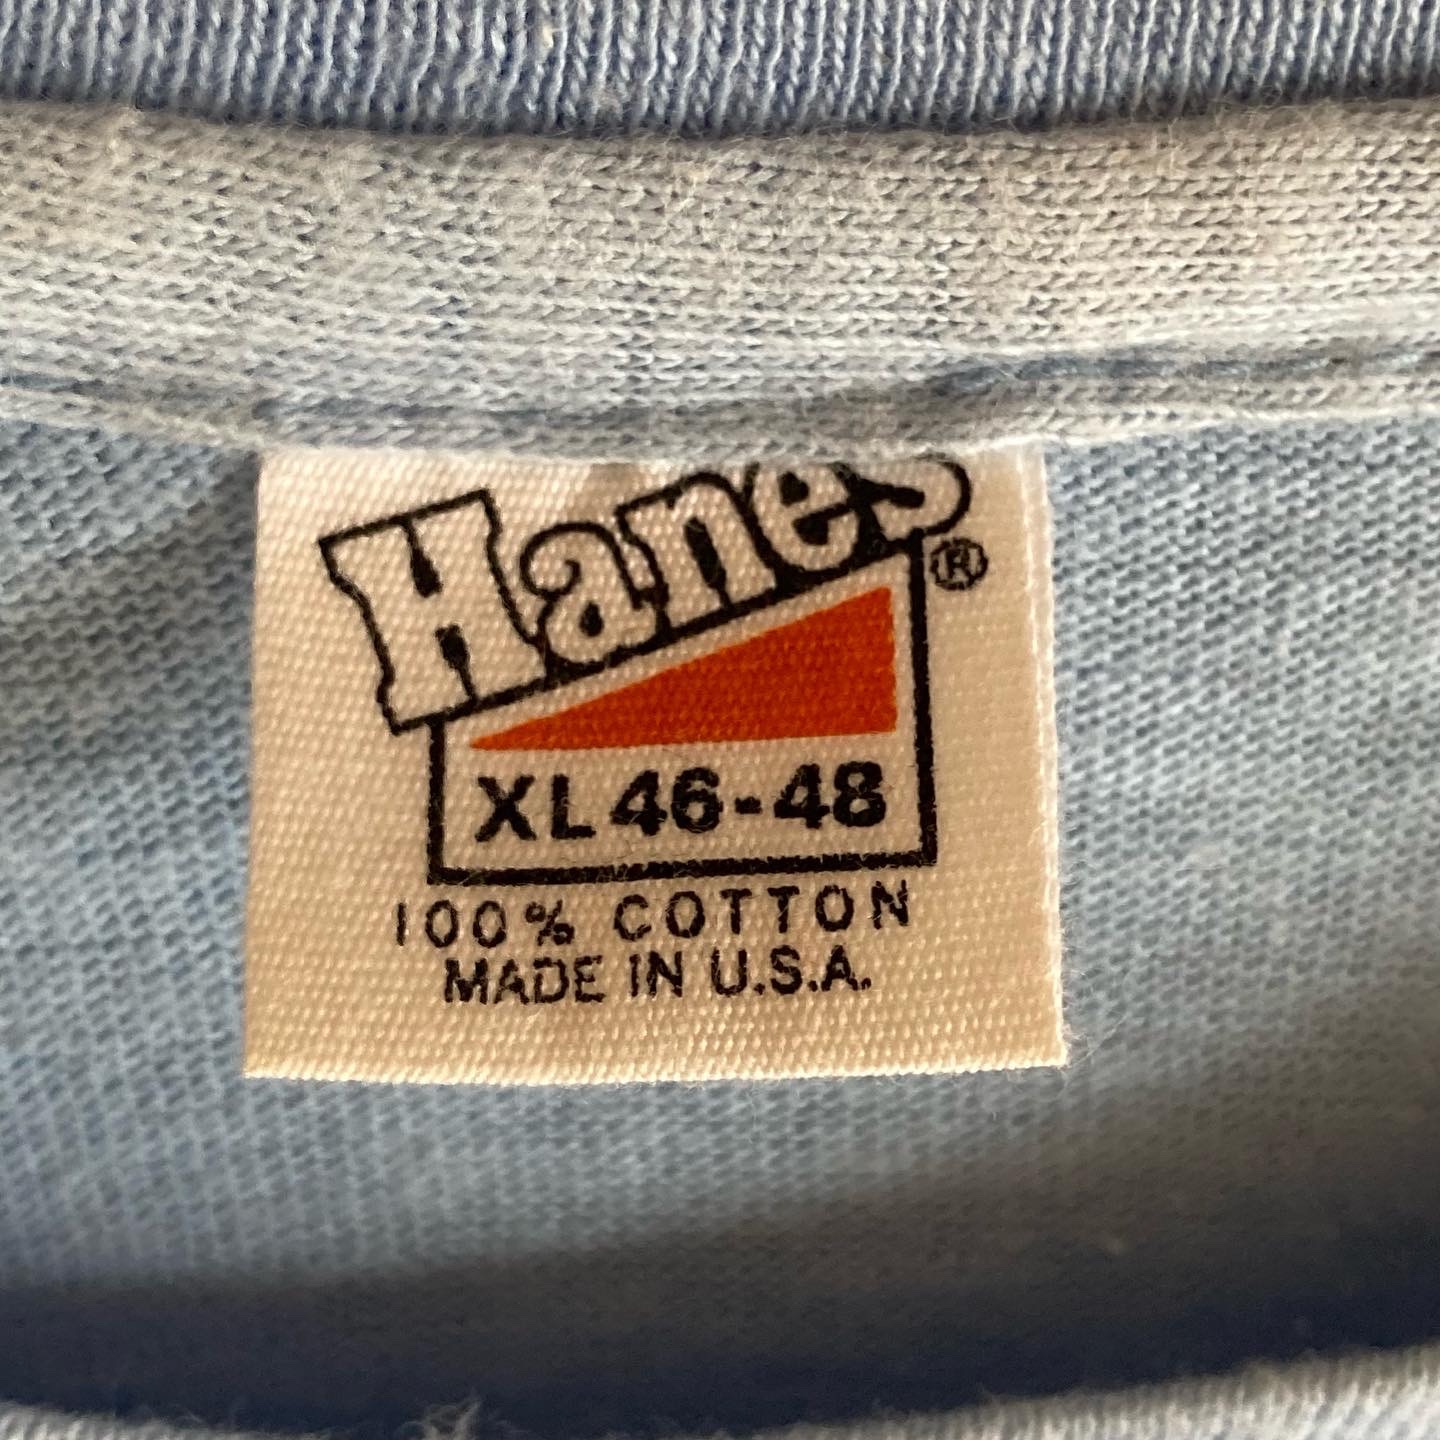 Hanes®
XL 46-48
100% COTTON
MADE IN U.S.A.